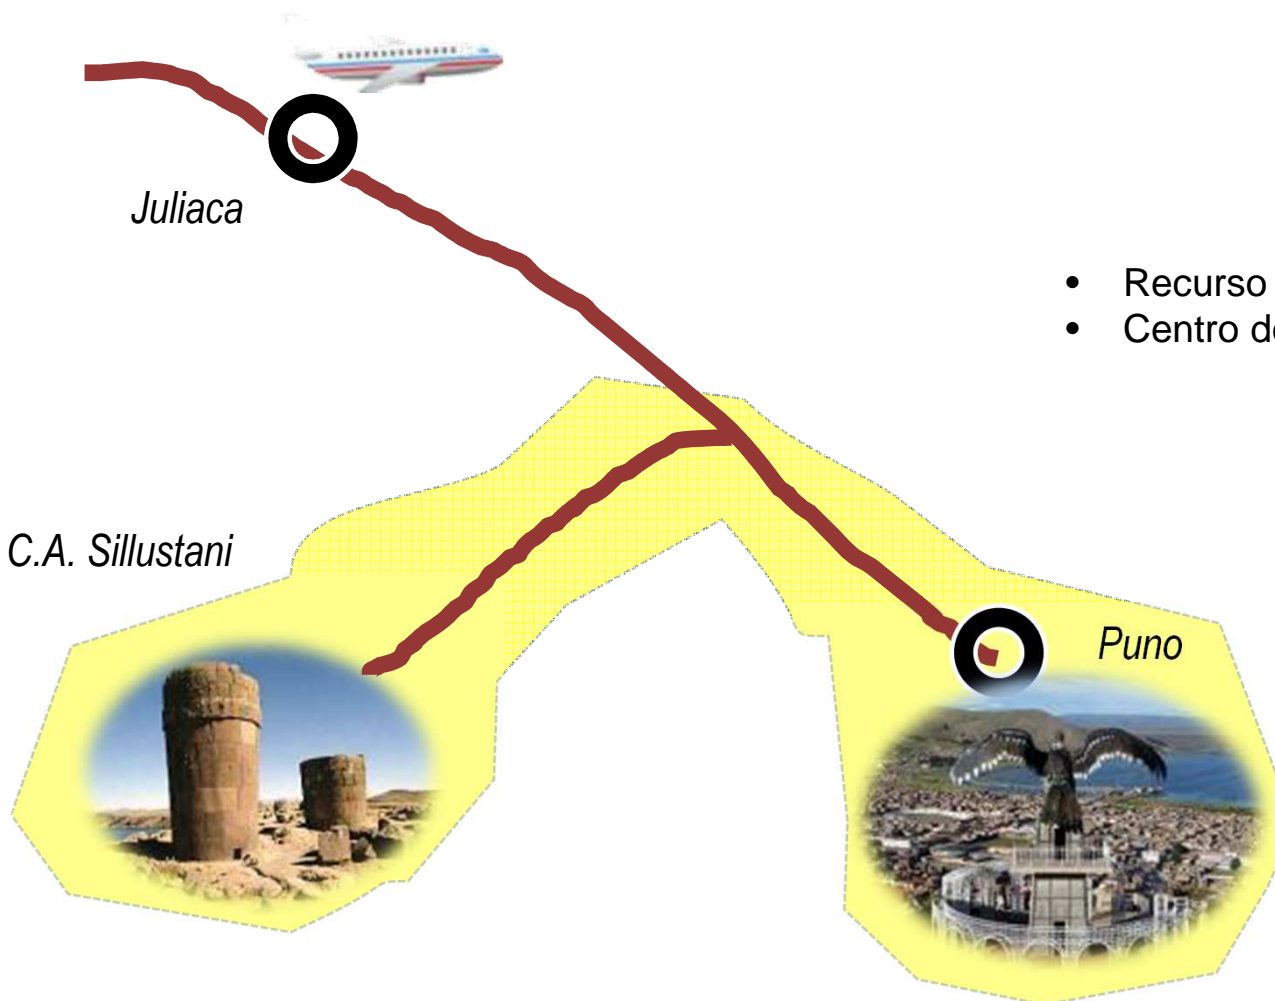 Juliaca
• Recurso
• Centro
C.A. Sillustani
Puno